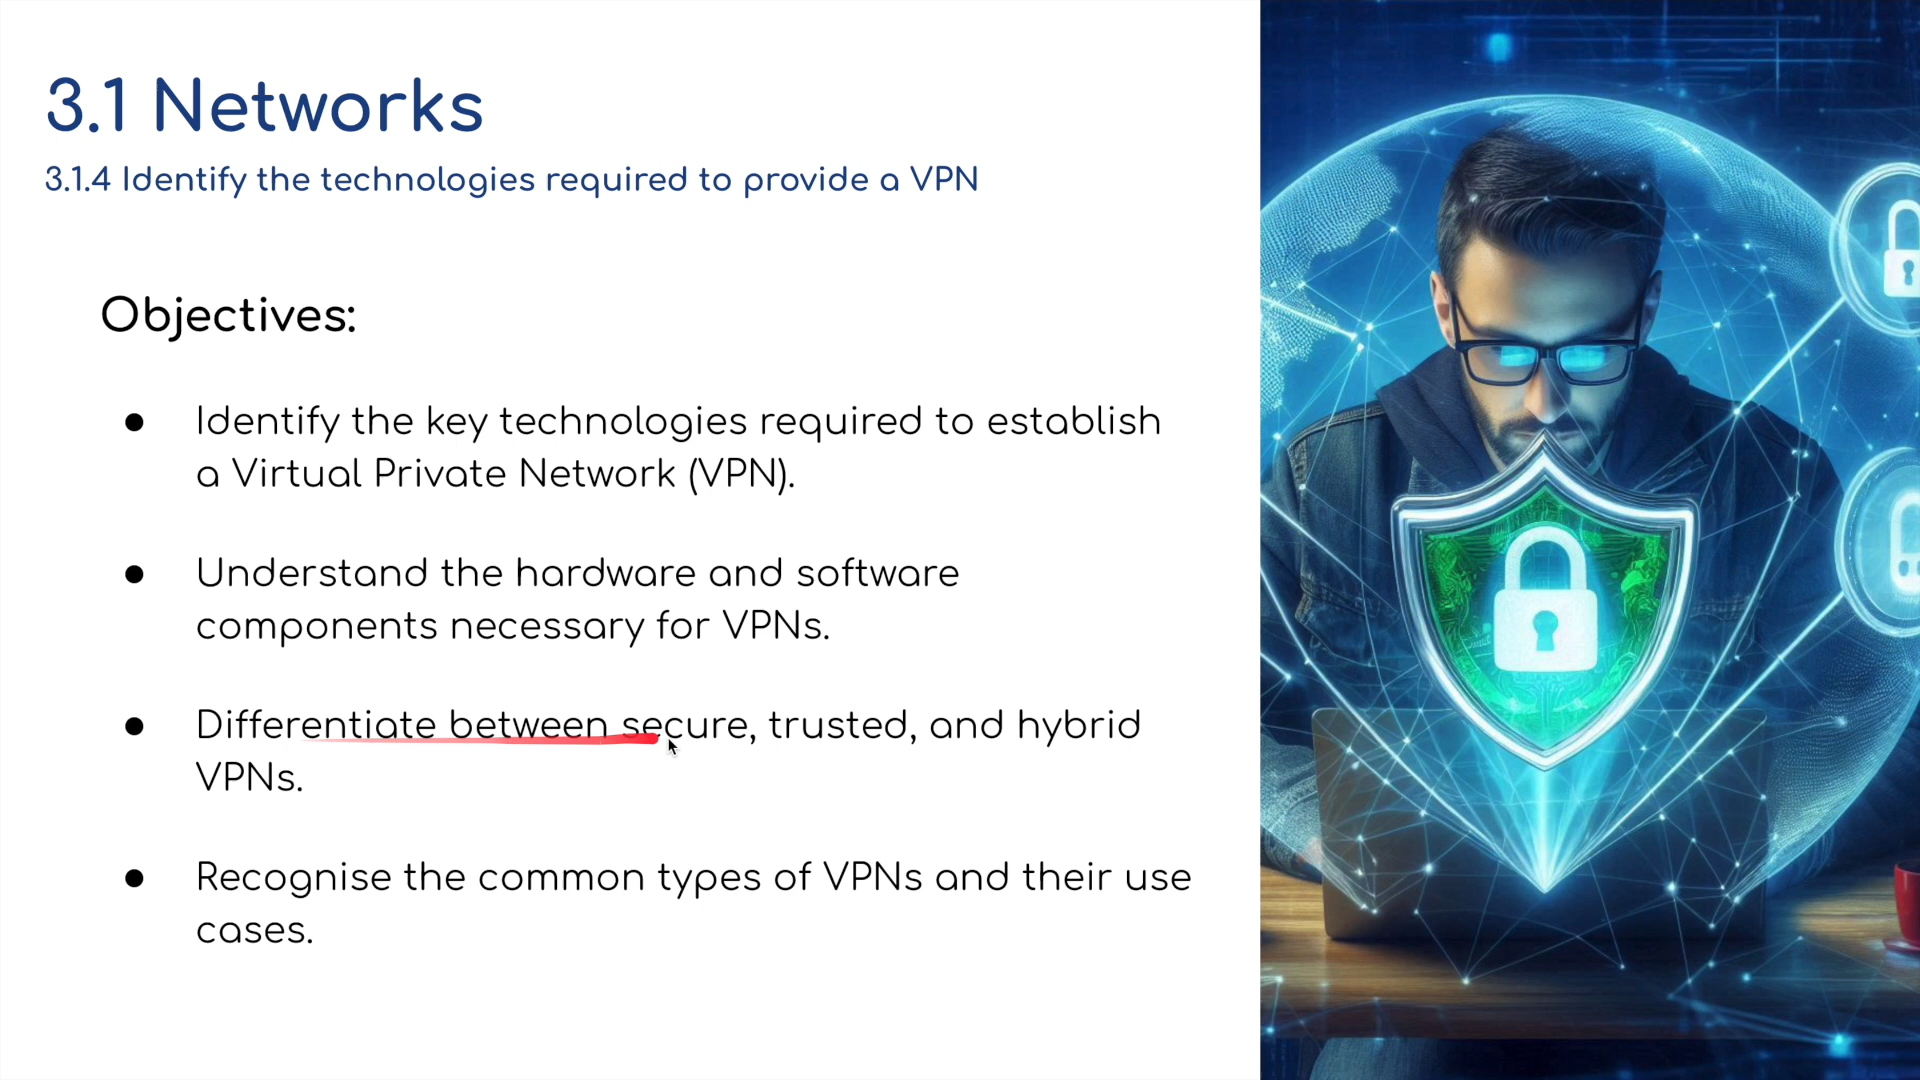 3.1 Networks
3.1.4 Identify the technologies required to provide a VPN
Objectives:
● Identify the key technologies required to establish
a Virtual Private Network (VPN).
● Understand the hardware and software
components necessary for VPNs.
● Differentiate between secure, trusted, and hybrid
VPNs.
● Recognise the common types of VPNs and their use
cases.